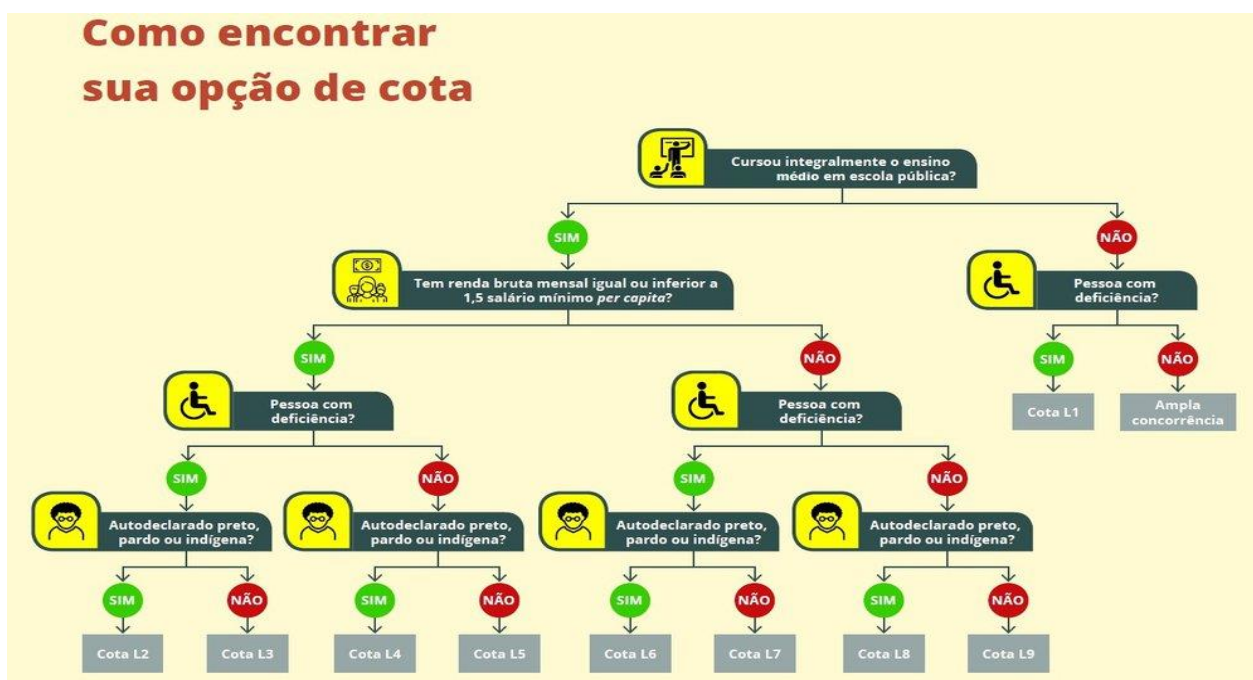 Como encontrar
sua opção de cota
Cursou integralmente o ensino
médio em escola pública?
SIM
NÃO
Tem renda bruta mensal igual ou inferior a
1,5 salário mínimo per capita?
Pessoa com
deficiência?
SIM
NÃO
SIM
NÃO
Pessoa com
deficiência?
Pessoa com
deficiência?
Cota L1
Ampla
concorrência
SIM
NÃO
SIM
NÃO
Autodeclarado preto,
pardo ou indígena?
Autodeclarado preto,
pardo ou indígena?
Autodeclarado preto,
pardo ou indígena?
Autodeclarado preto,
pardo ou indígena?
SIM
NÃO
SIM
NÃO
SIM
NÃO
SIM
NÃO
Cota L2
Cota L3
Cota L4
Cota L5
Cota L6
Cota L7
Cota L8
Cota L9